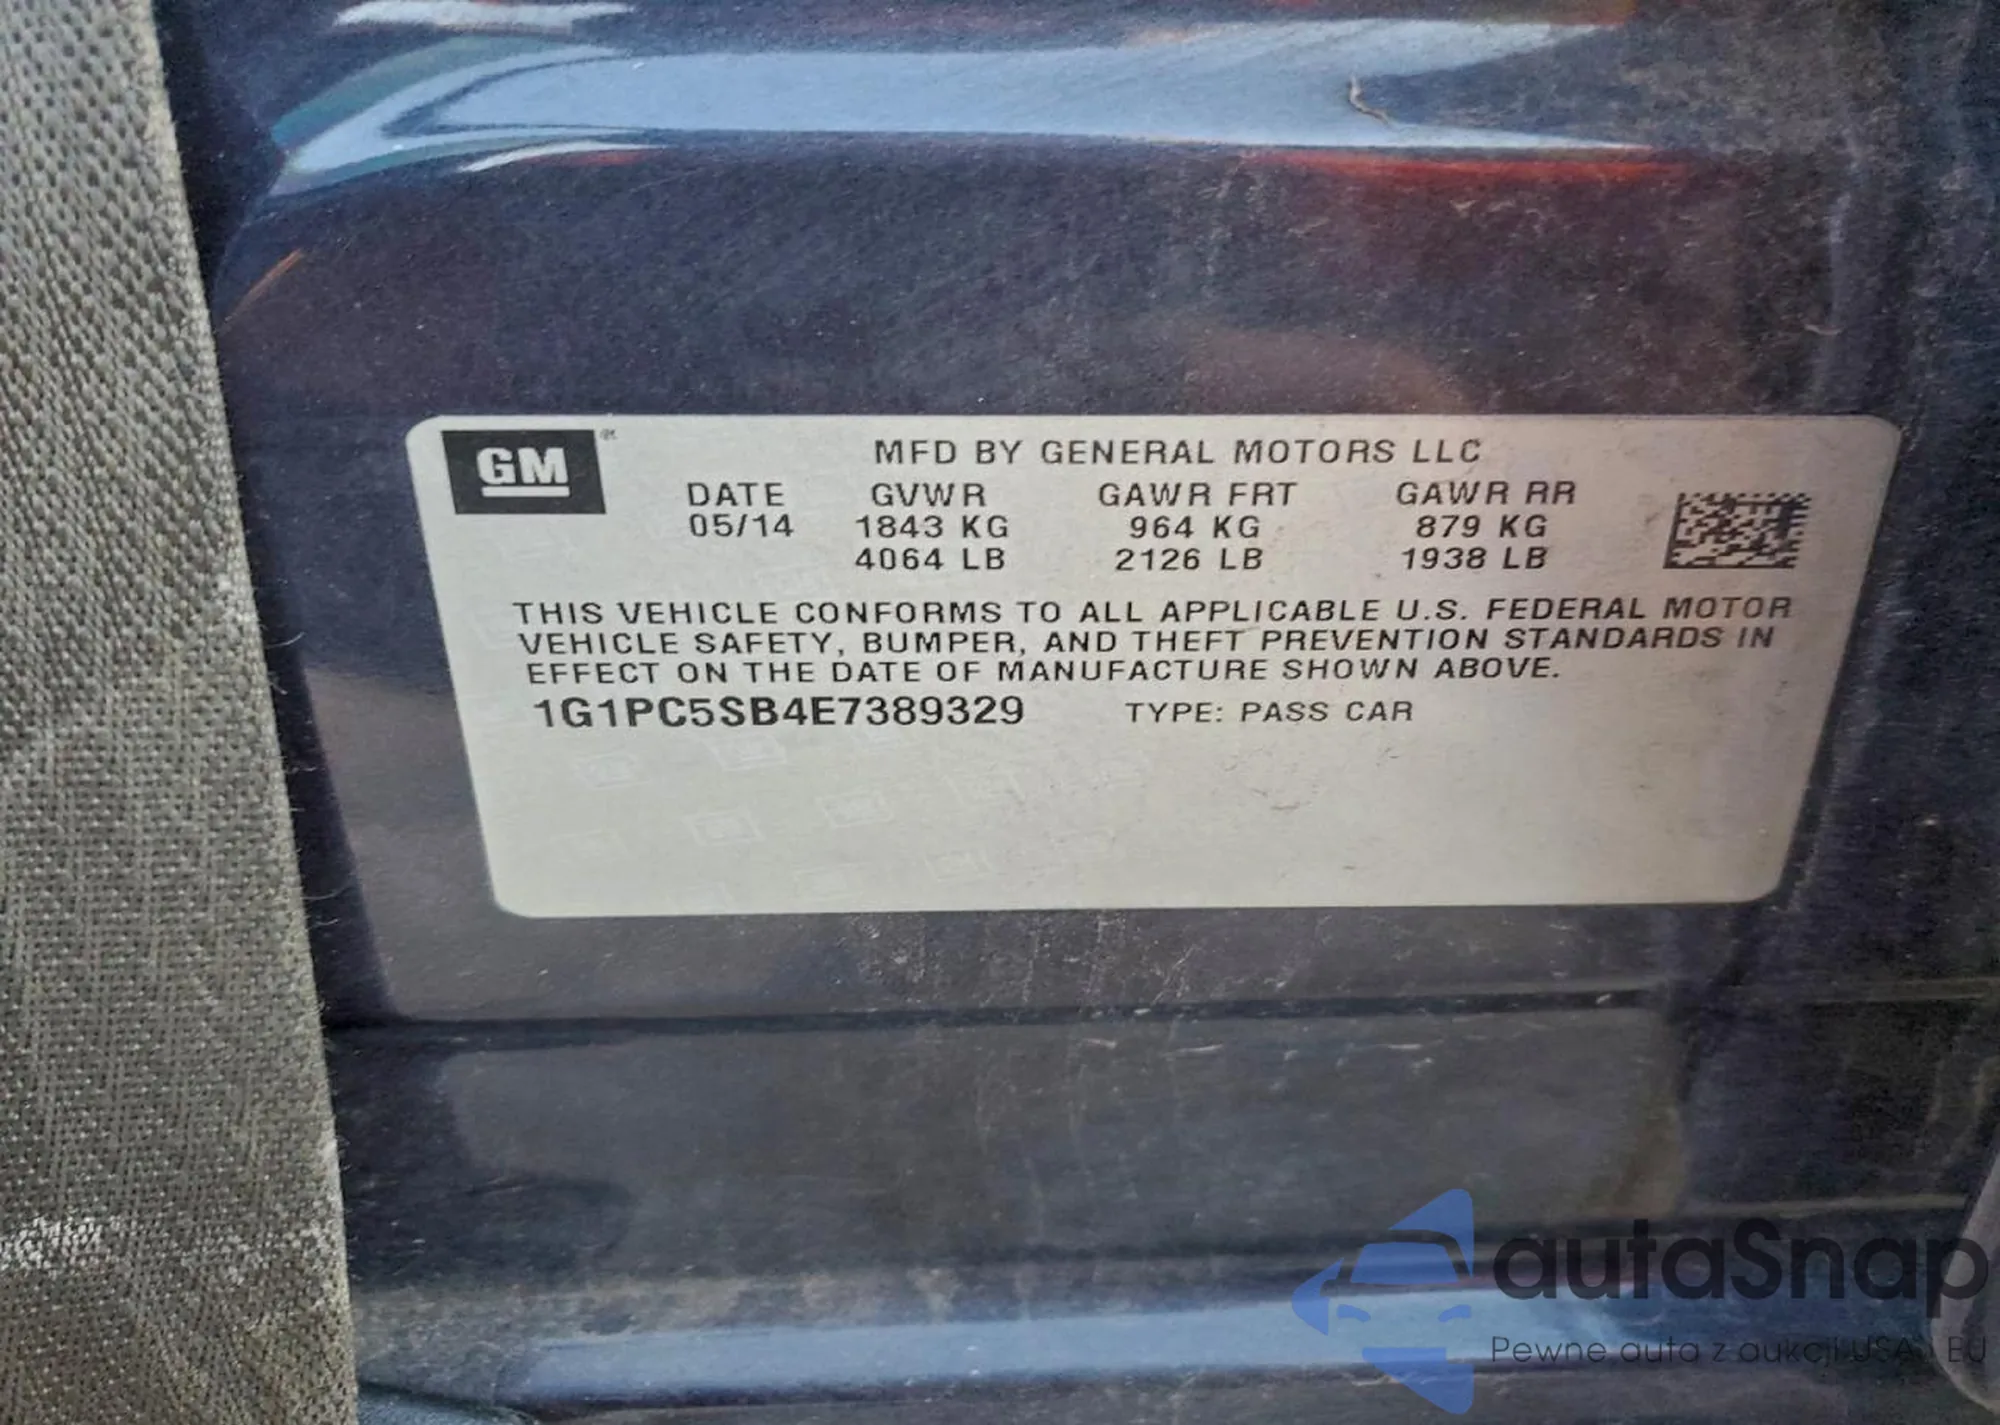 GM
MFD BY GENERAL MOTORS LLC
DATE GVWR GAWR FRT GAWR RR
05/14 1843 KG 964 KG 879 KG
4064 LB 2126 LB 1938 LB
THIS VEHICLE CONFORMS TO ALL APPLICABLE U.S. FEDERAL MOTOR
VEHICLE SAFETY, BUMPER, AND THEFT PREVENTION STANDARDS IN
EFFECT ON THE DATE OF MANUFACTURE SHOWN ABOVE.
1G1PC5SB4E7389329 TYPE: PASS CAR
autaSnap
Pewne auta z aukcji USA i EU